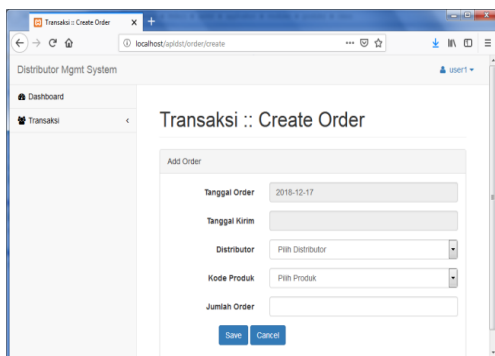 Transaksi :: Create Order
localhost/apldst/order/create
Distributor Mgmt System
user1
Dashboard
Transaksi
Transaksi :: Create Order
Add Order
Tanggal Order 2018-12-17
Tanggal Kirim
Distributor Pilih Distributor
Kode Produk Pilih Produk
Jumlah Order
Save Cancel